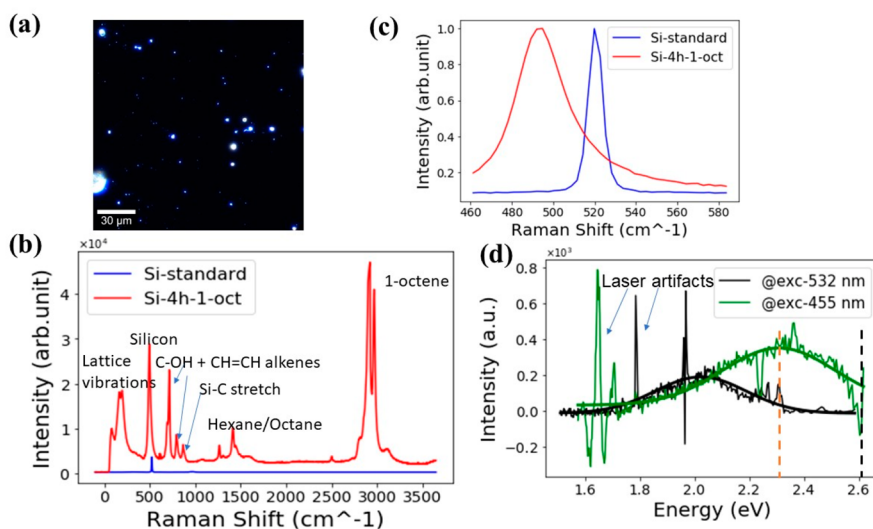 (a)
30 µm
(b)
×10⁴
Si-standard
Si-4h-1-oct
1-octene
Silicon
Lattice
vibrations
C-OH + CH=CH alkenes
Si-C stretch
Hexane/Octane
4
3
2
1
0
Intensity (arb.unit)
0 500 1000 1500 2000 2500 3000 3500
Raman Shift (cm^-1)
(c)
Si-standard
Si-4h-1-oct
1.0
0.8
0.6
0.4
0.2
Intensity (arb.unit)
460 480 500 520 540 560 580
Raman Shift (cm^-1)
(d)
×10³
Laser artifacts
@exc-532 nm
@exc-455 nm
0.8
0.6
0.4
0.2
0.0
−0.2
Intensity (a.u.)
1.6 1.8 2.0 2.2 2.4 2.6
Energy (eV)